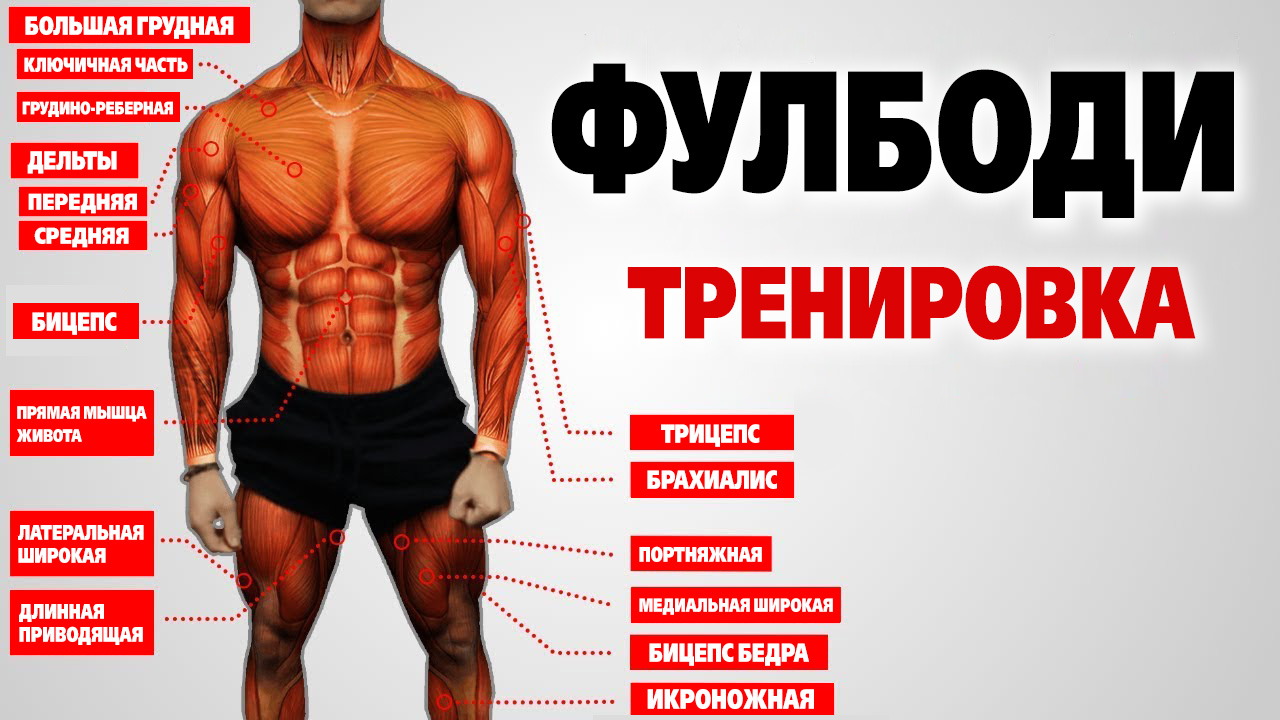 БОЛЬШАЯ ГРУДНАЯ
КЛЮЧИЧНАЯ ЧАСТЬ
ГРУДИНО-РЕБЕРНАЯ
ДЕЛЬТЫ
ПЕРЕДНЯЯ
СРЕДНЯЯ
БИЦЕПС
ПРЯМАЯ МЫШЦА
ЖИВОТА
ЛАТЕРАЛЬНАЯ
ШИРОКАЯ
ДЛИННАЯ
ПРИВОДЯЩАЯ
ФУЛБОДИ
ТРЕНИРОВКА
ТРИЦЕПС
БРАХИАЛИС
ПОРТНЯЖНАЯ
МЕДИАЛЬНАЯ ШИРОКАЯ
БИЦЕПС БЕДРА
ИКРОНОЖНАЯ